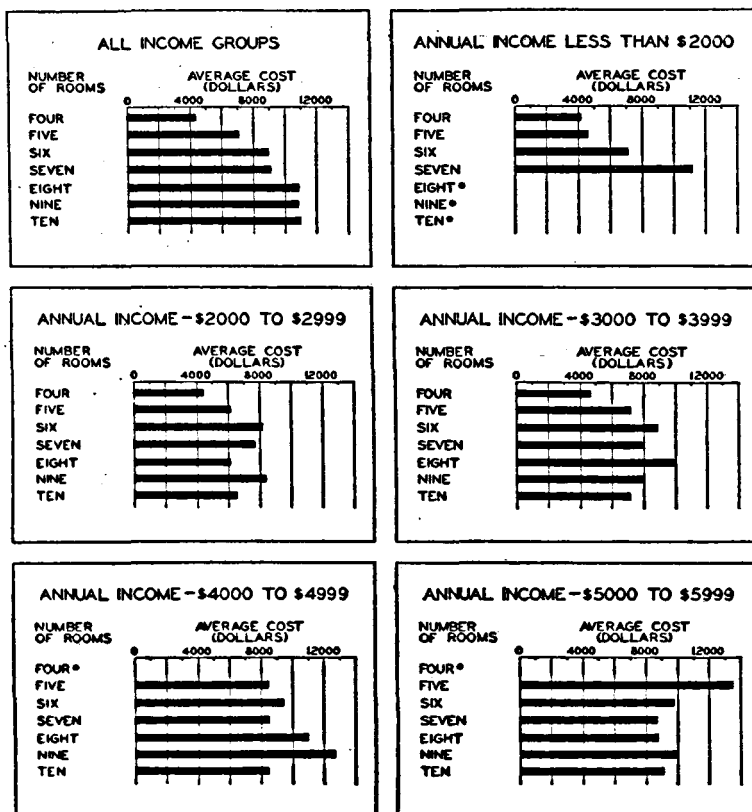 ALL INCOME GROUPS
NUMBER OF ROOMS
AVERAGE COST (DOLLARS)
0 4000 8000 12000
FOUR
FIVE
SIX
SEVEN
EIGHT
NINE
TEN
ANNUAL INCOME LESS THAN $2000
NUMBER OF ROOMS
AVERAGE COST (DOLLARS)
0 4000 8000 12000
FOUR
FIVE
SIX
SEVEN
EIGHT•
NINE•
TEN•
ANNUAL INCOME-$2000 TO $2999
NUMBER OF ROOMS
AVERAGE COST (DOLLARS)
0 4000 8000 12000
FOUR
FIVE
SIX
SEVEN
EIGHT
NINE
TEN
ANNUAL INCOME-$3000 TO $3999
NUMBER OF ROOMS
AVERAGE COST (DOLLARS)
0 4000 8000 12000
FOUR
FIVE
SIX
SEVEN
EIGHT
NINE
TEN
ANNUAL INCOME-$4000 TO $4999
NUMBER OF ROOMS
AVERAGE COST (DOLLARS)
0 4000 8000 12000
FOUR•
FIVE
SIX
SEVEN
EIGHT
NINE
TEN
ANNUAL INCOME-$5000 TO $5999
NUMBER OF ROOMS
AVERAGE COST (DOLLARS)
0 4000 8000 12000
FOUR•
FIVE
SIX
SEVEN
EIGHT
NINE
TEN